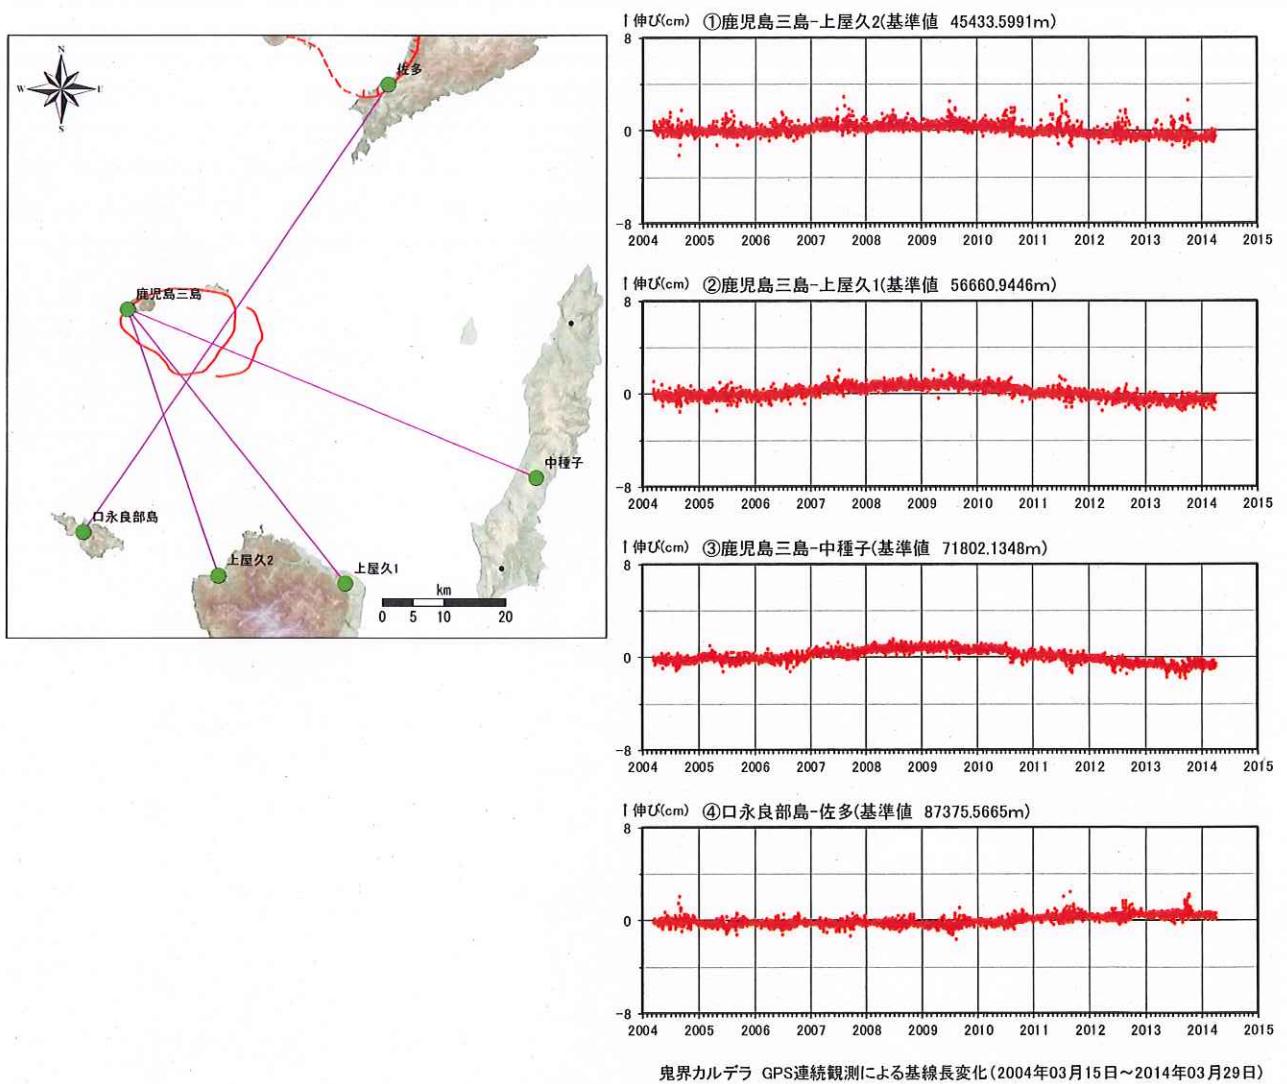 N
W
E
S
佐多
鹿児島三島
中種子
口永良部島
上屋久2
上屋久1
km
0 5 10 20
↑伸び(cm) ①鹿児島三島-上屋久2(基準値 45433.5991m)
8
0
-8
2004 2005 2006 2007 2008 2009 2010 2011 2012 2013 2014 2015
↑伸び(cm) ②鹿児島三島-上屋久1(基準値 56660.9446m)
8
0
-8
2004 2005 2006 2007 2008 2009 2010 2011 2012 2013 2014 2015
↑伸び(cm) ③鹿児島三島-中種子(基準値 71802.1348m)
8
0
-8
2004 2005 2006 2007 2008 2009 2010 2011 2012 2013 2014 2015
↑伸び(cm) ④口永良部島-佐多(基準値 87375.5665m)
8
0
-8
2004 2005 2006 2007 2008 2009 2010 2011 2012 2013 2014 2015
鬼界カルデラ GPS連続観測による基線長変化(2004年03月15日～2014年03月29日)